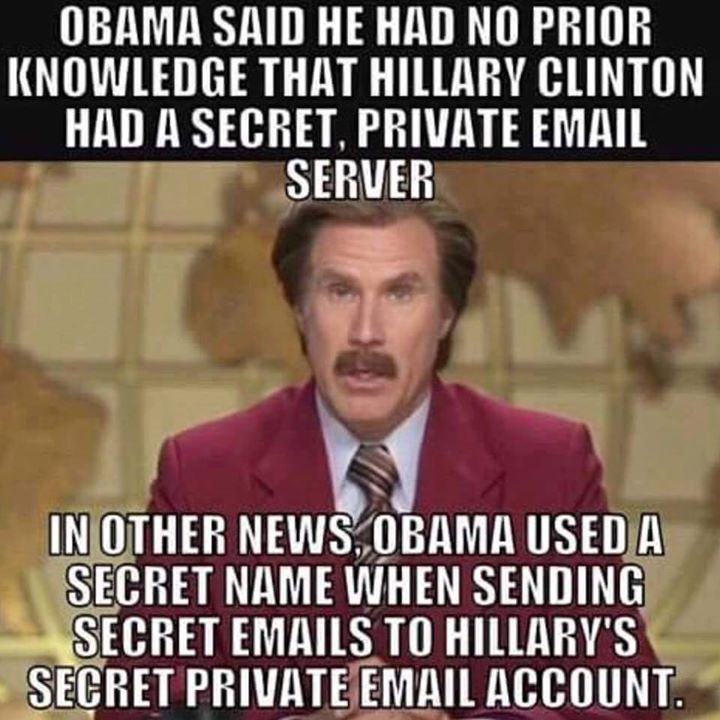 OBAMA SAID HE HAD NO PRIOR
KNOWLEDGE THAT HILLARY CLINTON
HAD A SECRET, PRIVATE EMAIL
SERVER
IN OTHER NEWS, OBAMA USED A
SECRET NAME WHEN SENDING
SECRET EMAILS TO HILLARY'S
SECRET PRIVATE EMAIL ACCOUNT.